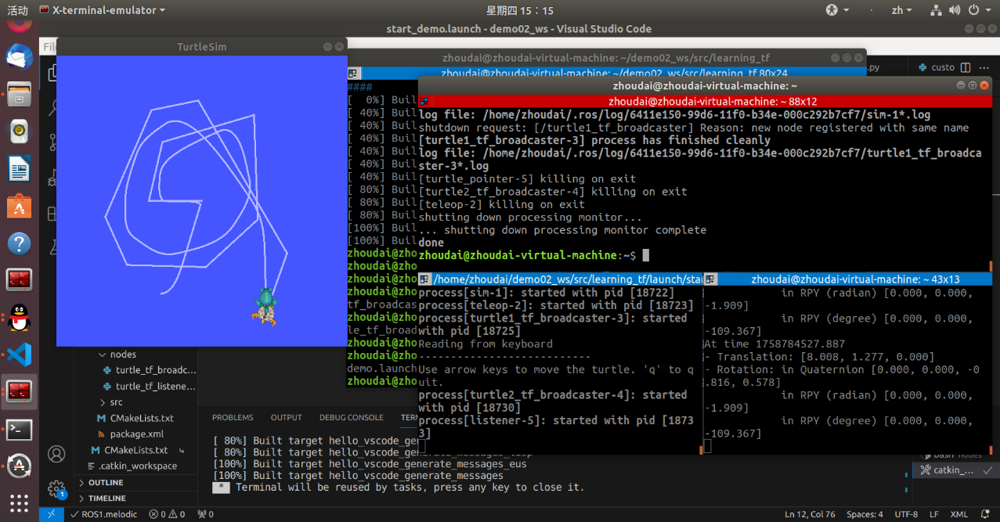 活动
X-terminal-emulator
星期四 15：15
zh
start_demo.launch - demo02_ws - Visual Studio Code
TurtleSim
zhoudai@zhoudai-virtual-machine: ~/demo02_ws/src/learning_tf
zhoudai@zhoudai-virtual-machine: ~/demo02_ws/src/learning_tf 80x24
.py
custo
####
[  0%] Buil
[ 40%] Buil
[ 40%] Buil
[ 40%] Buil
[ 40%] Buil
[ 40%] Buil
[ 40%] Buil
[ 80%] Buil
[ 80%] Buil
[ 80%] Buil
[100%] Buil
[100%] Buil
zhoudai@zho
zhoudai@zho
zhoudai@zho
zhoudai@zho
tf_broadcas
zhoudai@zho
le_tf_broad
zhoudai@zho
zhoudai@zho
demo.launch
zhoudai@zho
zhoudai@zhoudai-virtual-machine: ~
zhoudai@zhoudai-virtual-machine: ~ 88x12
log file: /home/zhoudai/.ros/log/6411e150-99d6-11f0-b34e-000c292b7cf7/sim-1*.log
shutdown request: [/turtle1_tf_broadcaster] Reason: new node registered with same name
[turtle1_tf_broadcaster-3] process has finished cleanly
log file: /home/zhoudai/.ros/log/6411e150-99d6-11f0-b34e-000c292b7cf7/turtle1_tf_broadca
ster-3*.log
[turtle_pointer-5] killing on exit
[turtle2_tf_broadcaster-4] killing on exit
[teleop-2] killing on exit
shutting down processing monitor...
... shutting down processing monitor complete
done
zhoudai@zhoudai-virtual-machine:~$
/home/zhoudai/demo02_ws/src/learning_tf/launch/star
process[sim-1]: started with pid [18722]
process[teleop-2]: started with pid [18723]
process[turtle1_tf_broadcaster-3]: started
with pid [18725]
Reading from keyboard
---------------------------
Use arrow keys to move the turtle. 'q' to q
uit.
process[turtle2_tf_broadcaster-4]: started
with pid [18730]
process[listener-5]: started with pid [1873
3]
zhoudai@zhoudai-virtual-machine: ~ 43x13
in RPY (radian) [0.000, 0.000,
-1.909]
in RPY (degree) [0.000, 0.000,
-109.367]
At time 1758784527.887
- Translation: [8.008, 1.277, 0.000]
- Rotation: in Quaternion [0.000, 0.000, -0
.816, 0.578]
in RPY (radian) [0.000, 0.000,
-1.909]
in RPY (degree) [0.000, 0.000,
-109.367]
nodes
turtle_tf_broadc...
turtle_tf_listene...
src
CMakeLists.txt
package.xml
CMakeLists.txt
.catkin_workspace
OUTLINE
TIMELINE
PROBLEMS
OUTPUT
DEBUG CONSOLE
TERM
[ 80%] Built target hello_vscode_gen
[ 80%] Built target hello_vscode_generate_messages_lisp
[100%] Built target hello_vscode_generate_messages_eus
[100%] Built target hello_vscode_generate_messages
* Terminal will be reused by tasks, press any key to close it.
catkin_...
1
ROS1.melodic
0
0
0
Ln 12, Col 76
Spaces: 4
UTF-8
LF
XML